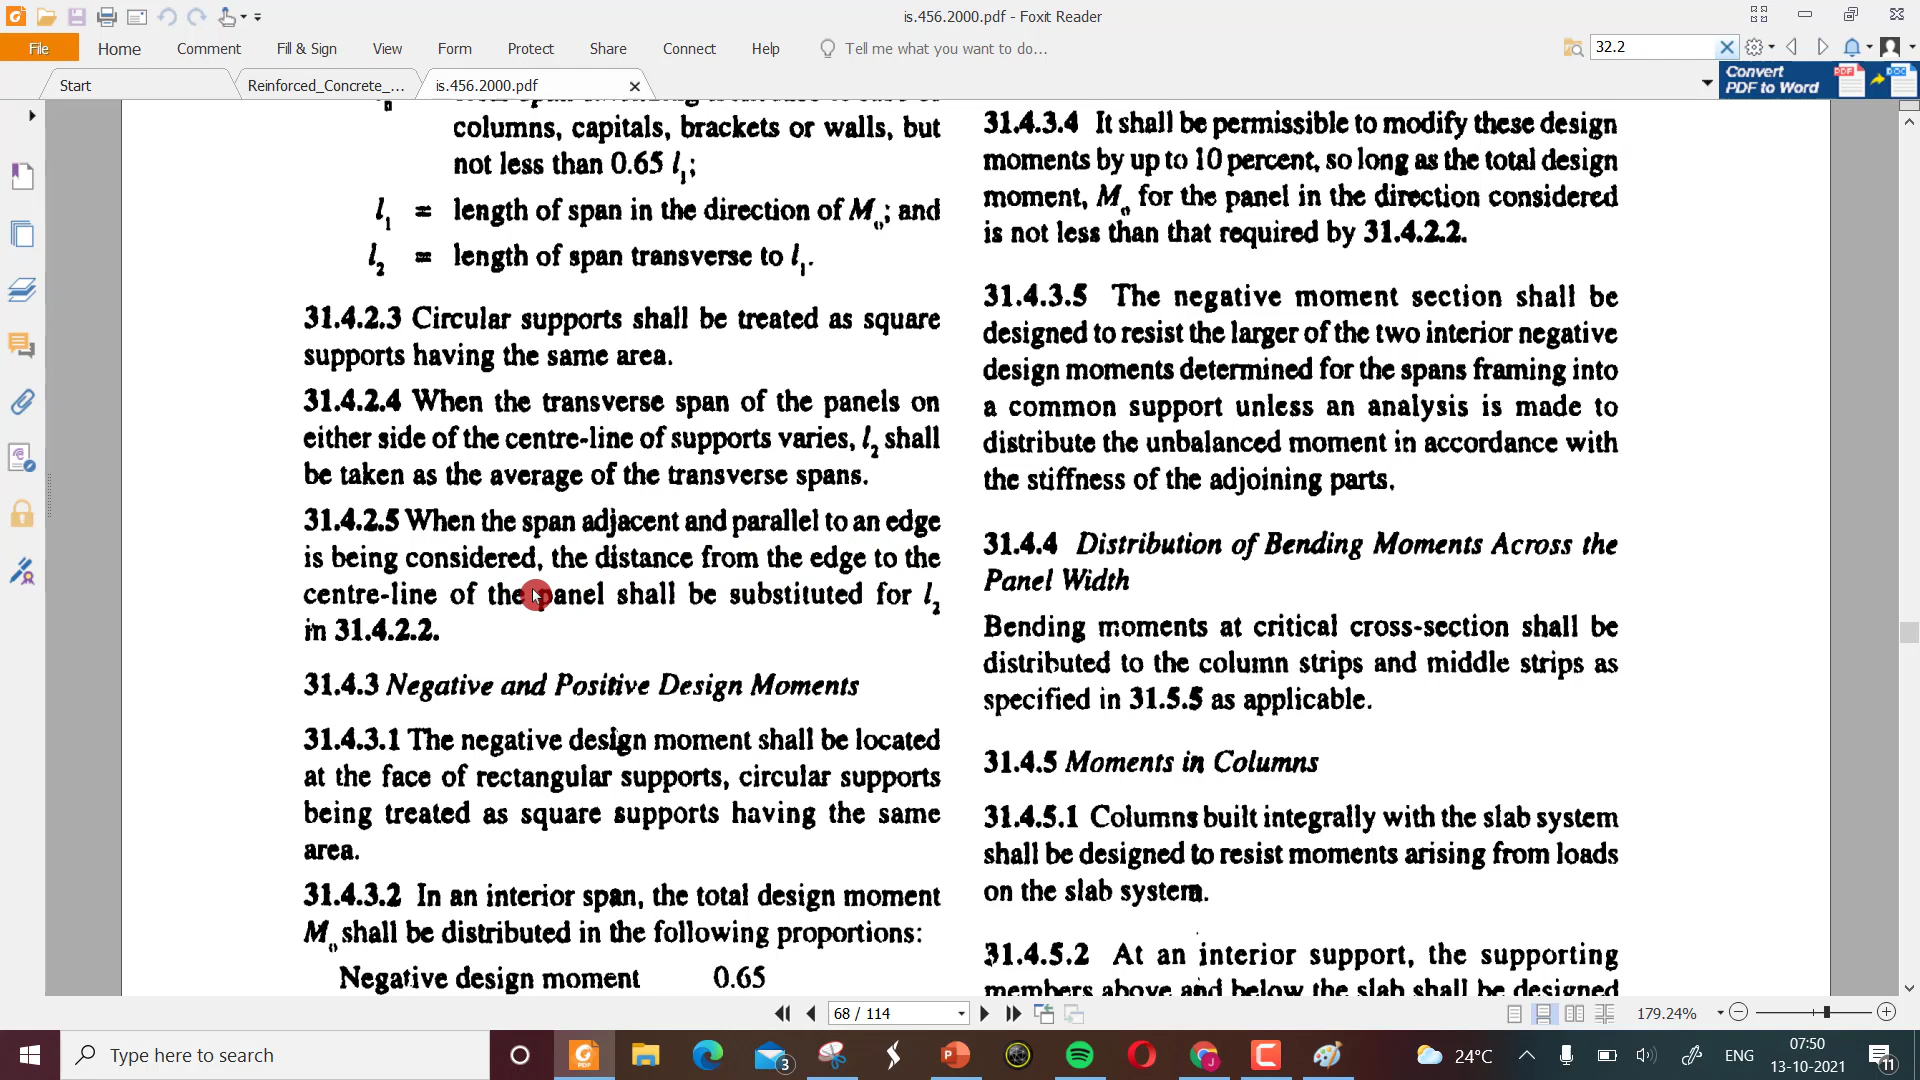 is.456.2000.pdf - Foxit Reader
File Home Comment Fill & Sign View Form Protect Share Connect Help Tell me what you want to do... 32.2
Start Reinforced_Concrete_... is.456.2000.pdf
Convert
PDF to Word
columns, capitals, brackets or walls, but
not less than 0.65 l1;
l1 = length of span in the direction of Mo; and
l2 = length of span transverse to l1.
31.4.2.3 Circular supports shall be treated as square
supports having the same area.
31.4.2.4 When the transverse span of the panels on
either side of the centre-line of supports varies, l2 shall
be taken as the average of the transverse spans.
31.4.2.5 When the span adjacent and parallel to an edge
is being considered, the distance from the edge to the
centre-line of the panel shall be substituted for l2
in 31.4.2.2.
31.4.3 Negative and Positive Design Moments
31.4.3.1 The negative design moment shall be located
at the face of rectangular supports, circular supports
being treated as square supports having the same
area.
31.4.3.2 In an interior span, the total design moment
Mo shall be distributed in the following proportions:
Negative design moment 0.65
31.4.3.4 It shall be permissible to modify these design
moments by up to 10 percent, so long as the total design
moment, Mo for the panel in the direction considered
is not less than that required by 31.4.2.2.
31.4.3.5 The negative moment section shall be
designed to resist the larger of the two interior negative
design moments determined for the spans framing into
a common support unless an analysis is made to
distribute the unbalanced moment in accordance with
the stiffness of the adjoining parts.
31.4.4 Distribution of Bending Moments Across the
Panel Width
Bending moments at critical cross-section shall be
distributed to the column strips and middle strips as
specified in 31.5.5 as applicable.
31.4.5 Moments in Columns
31.4.5.1 Columns built integrally with the slab system
shall be designed to resist moments arising from loads
on the slab system.
31.4.5.2 At an interior support, the supporting
members above and below the slab shall be designed
68 / 114
179.24%
Type here to search
3
24°C
ENG
07:50
13-10-2021
11